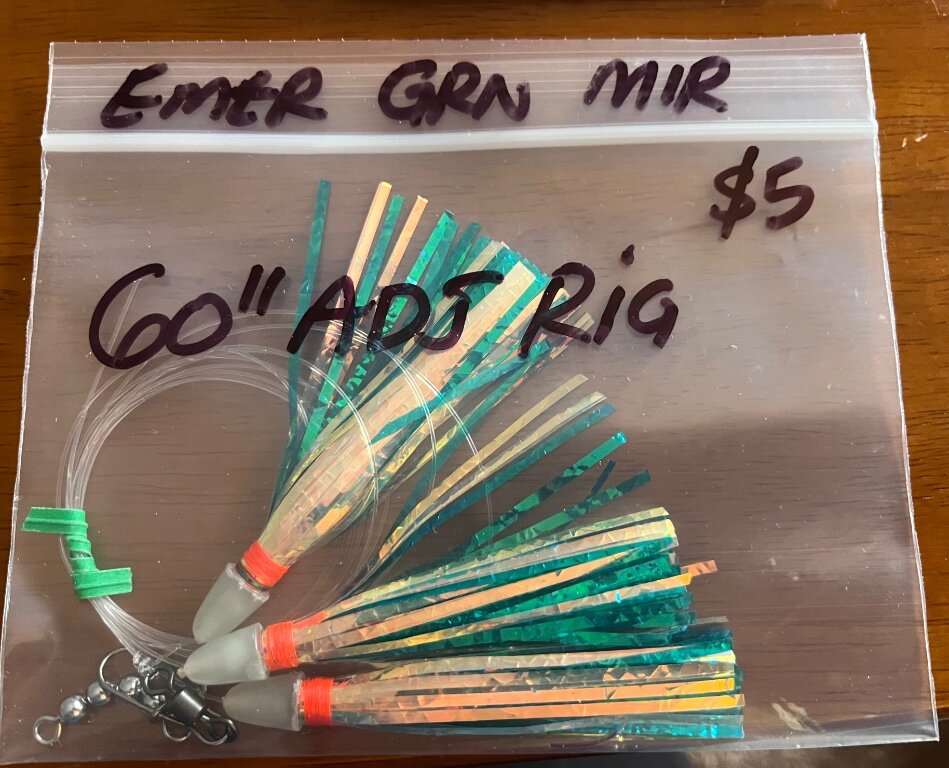 EMER GRN MIR
$5
60" ADJ RiG